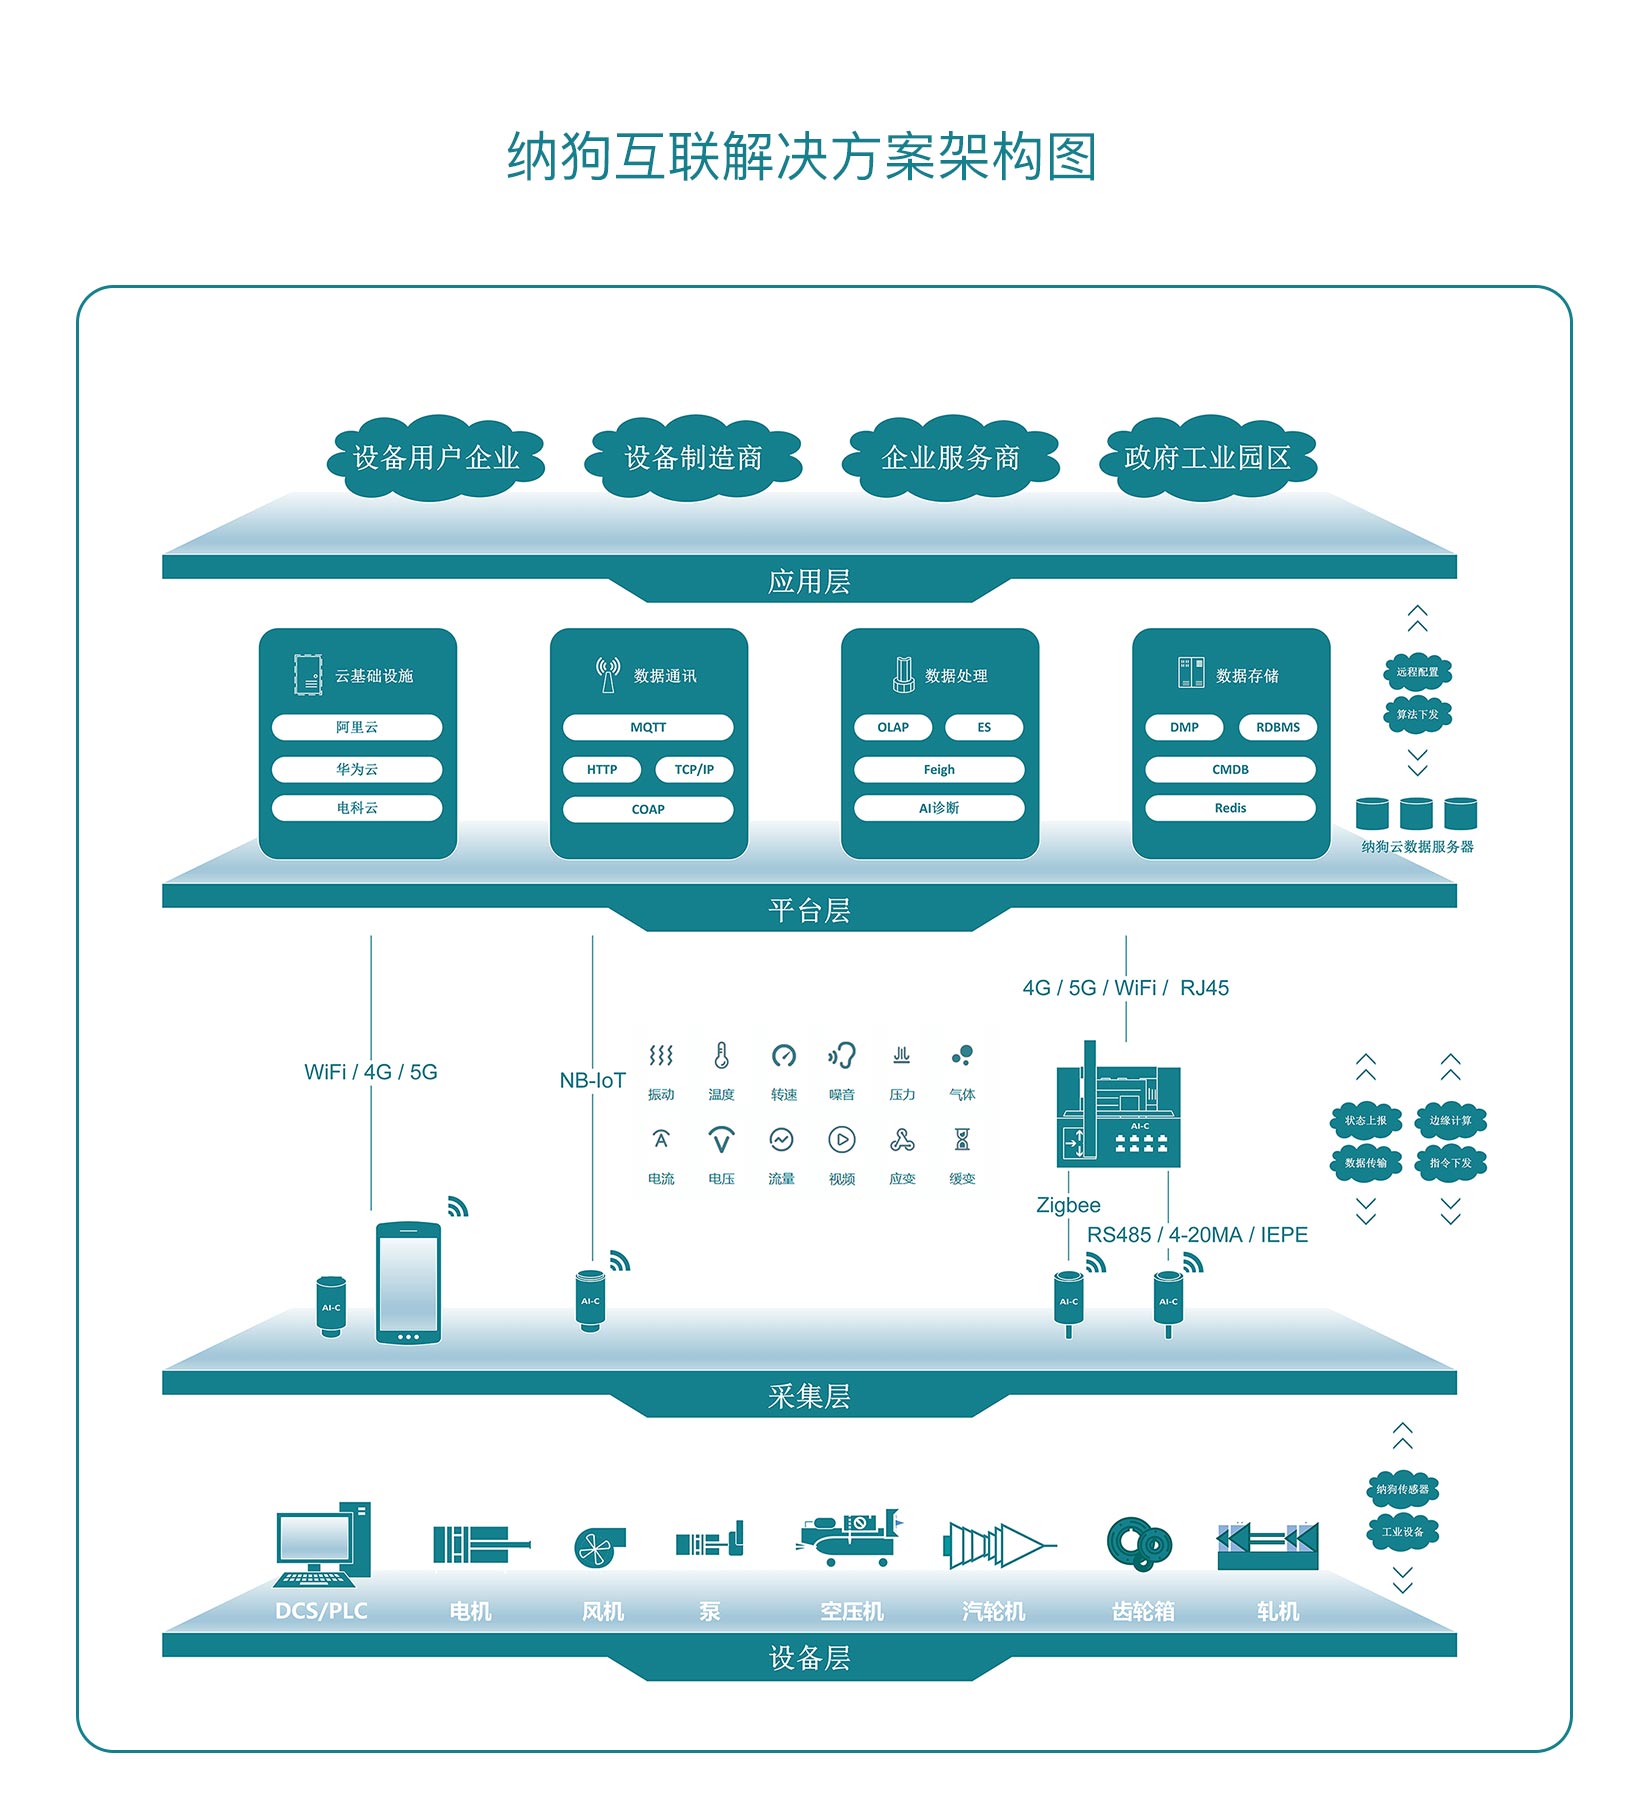 纳狗互联解决方案架构图
设备用户企业
设备制造商
企业服务商
政府工业园区
应用层
云基础设施
阿里云
华为云
电科云
数据通讯
MQTT
HTTP
TCP/IP
COAP
数据处理
OLAP
ES
Feigh
AI诊断
数据存储
DMP
RDBMS
CMDB
Redis
远程配置
算法下发
纳狗云数据服务器
平台层
WiFi / 4G / 5G
NB-IoT
4G / 5G / WiFi / RJ45
振动
温度
转速
噪音
压力
气体
电流
电压
流量
视频
应变
缓变
AI-C
Zigbee
RS485 / 4-20MA / IEPE
状态上报
边缘计算
数据传输
指令下发
AI-C
AI-C
AI-C
AI-C
采集层
纳狗传感器
工业设备
DCS/PLC
电机
风机
泵
空压机
汽轮机
齿轮箱
轧机
设备层